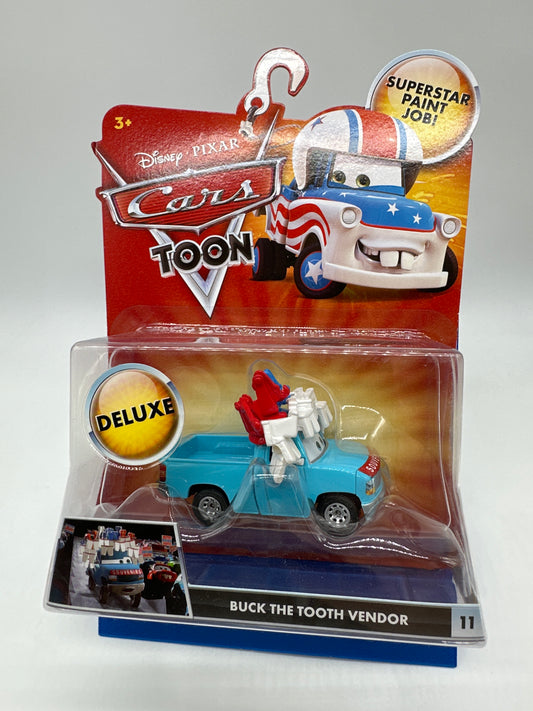 3+
SUPERSTAR
PAINT
JOB!
DISNEY · PIXAR
Cars
TOON
DELUXE
BUCK THE TOOTH VENDOR
11